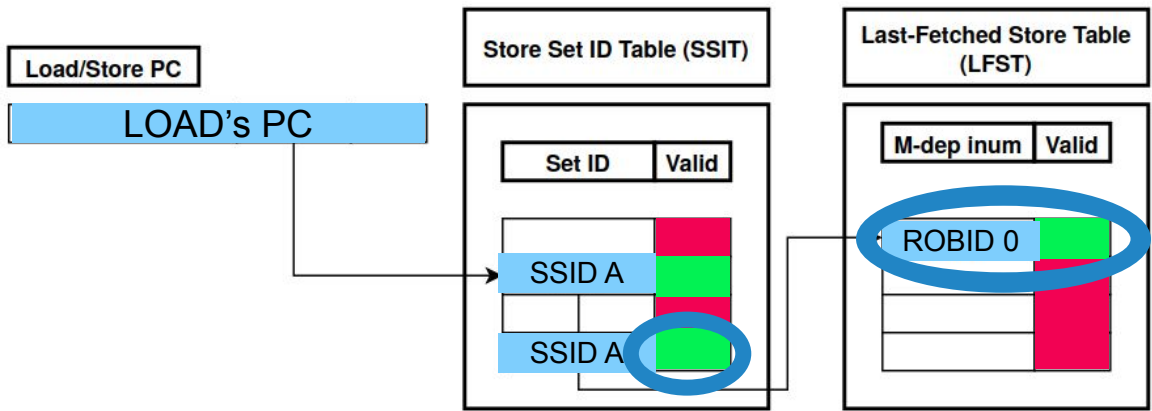 Load/Store PC
LOAD's PC
Store Set ID Table (SSIT)
Set ID
Valid
SSID A
SSID A
Last-Fetched Store Table
(LFST)
M-dep inum
Valid
ROBID 0